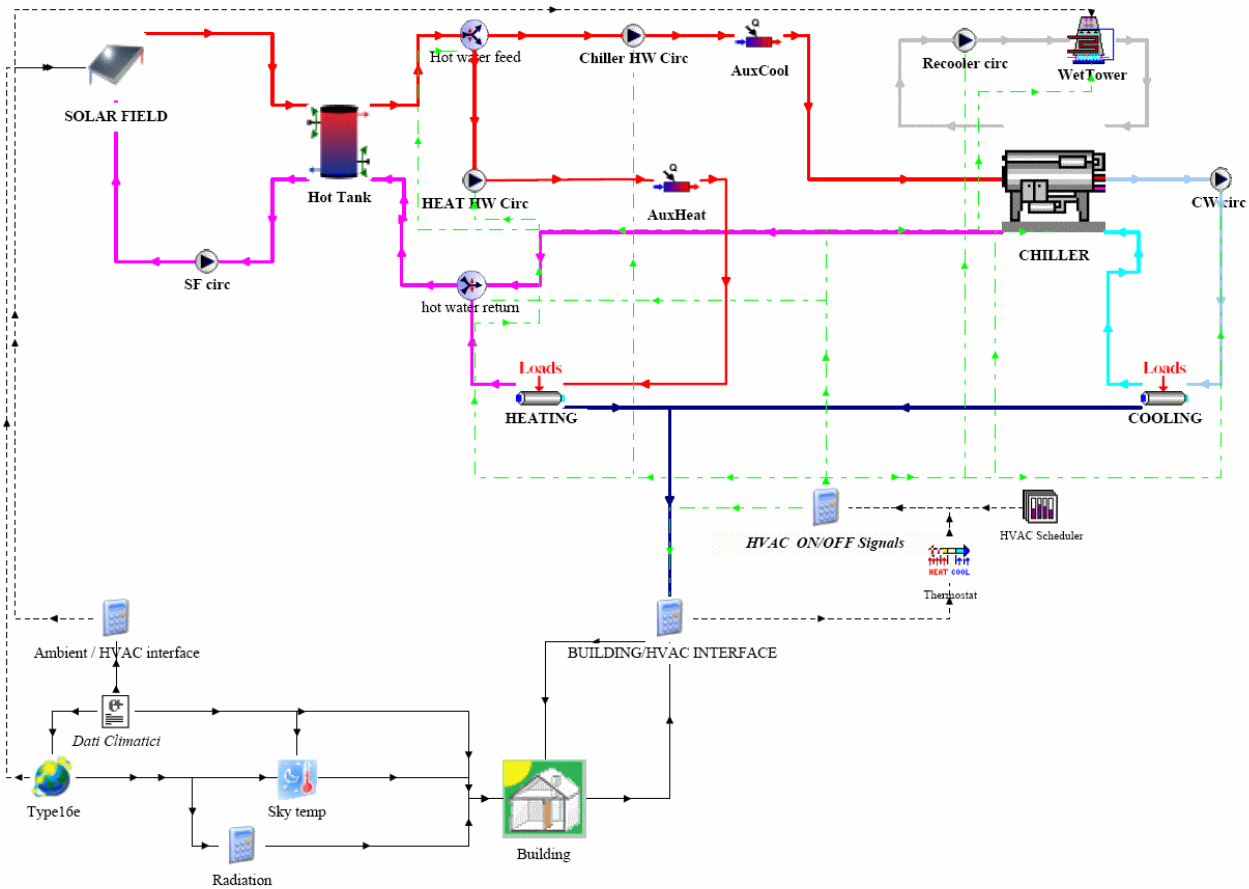 Hot water feed
Chiller HW Circ
Q
AuxCool
Recooler circ
WetTower
SOLAR FIELD
Hot Tank
HEAT HW Circ
Q
AuxHeat
CW circ
CHILLER
SF circ
hot water return
Loads
HEATING
Loads
COOLING
HVAC ON/OFF Signals
HVAC Scheduler
HEAT COOL
Thermostat
Ambient / HVAC interface
BUILDING/HVAC INTERFACE
e+
Dati Climatici
Type16e
Sky temp
Building
Radiation